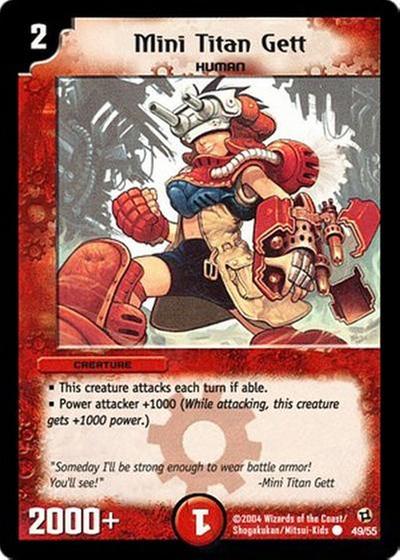 2 Mini Titan Gett
HUMAN
CREATURE
▪ This creature attacks each turn if able.
▪ Power attacker +1000 (While attacking, this creature
gets +1000 power.)
"Someday I'll be strong enough to wear battle armor!
You'll see!" -Mini Titan Gett
2000+
1
©2004 Wizards of the Coast/
Shogakukan/Mitsui-Kids ● 49/55